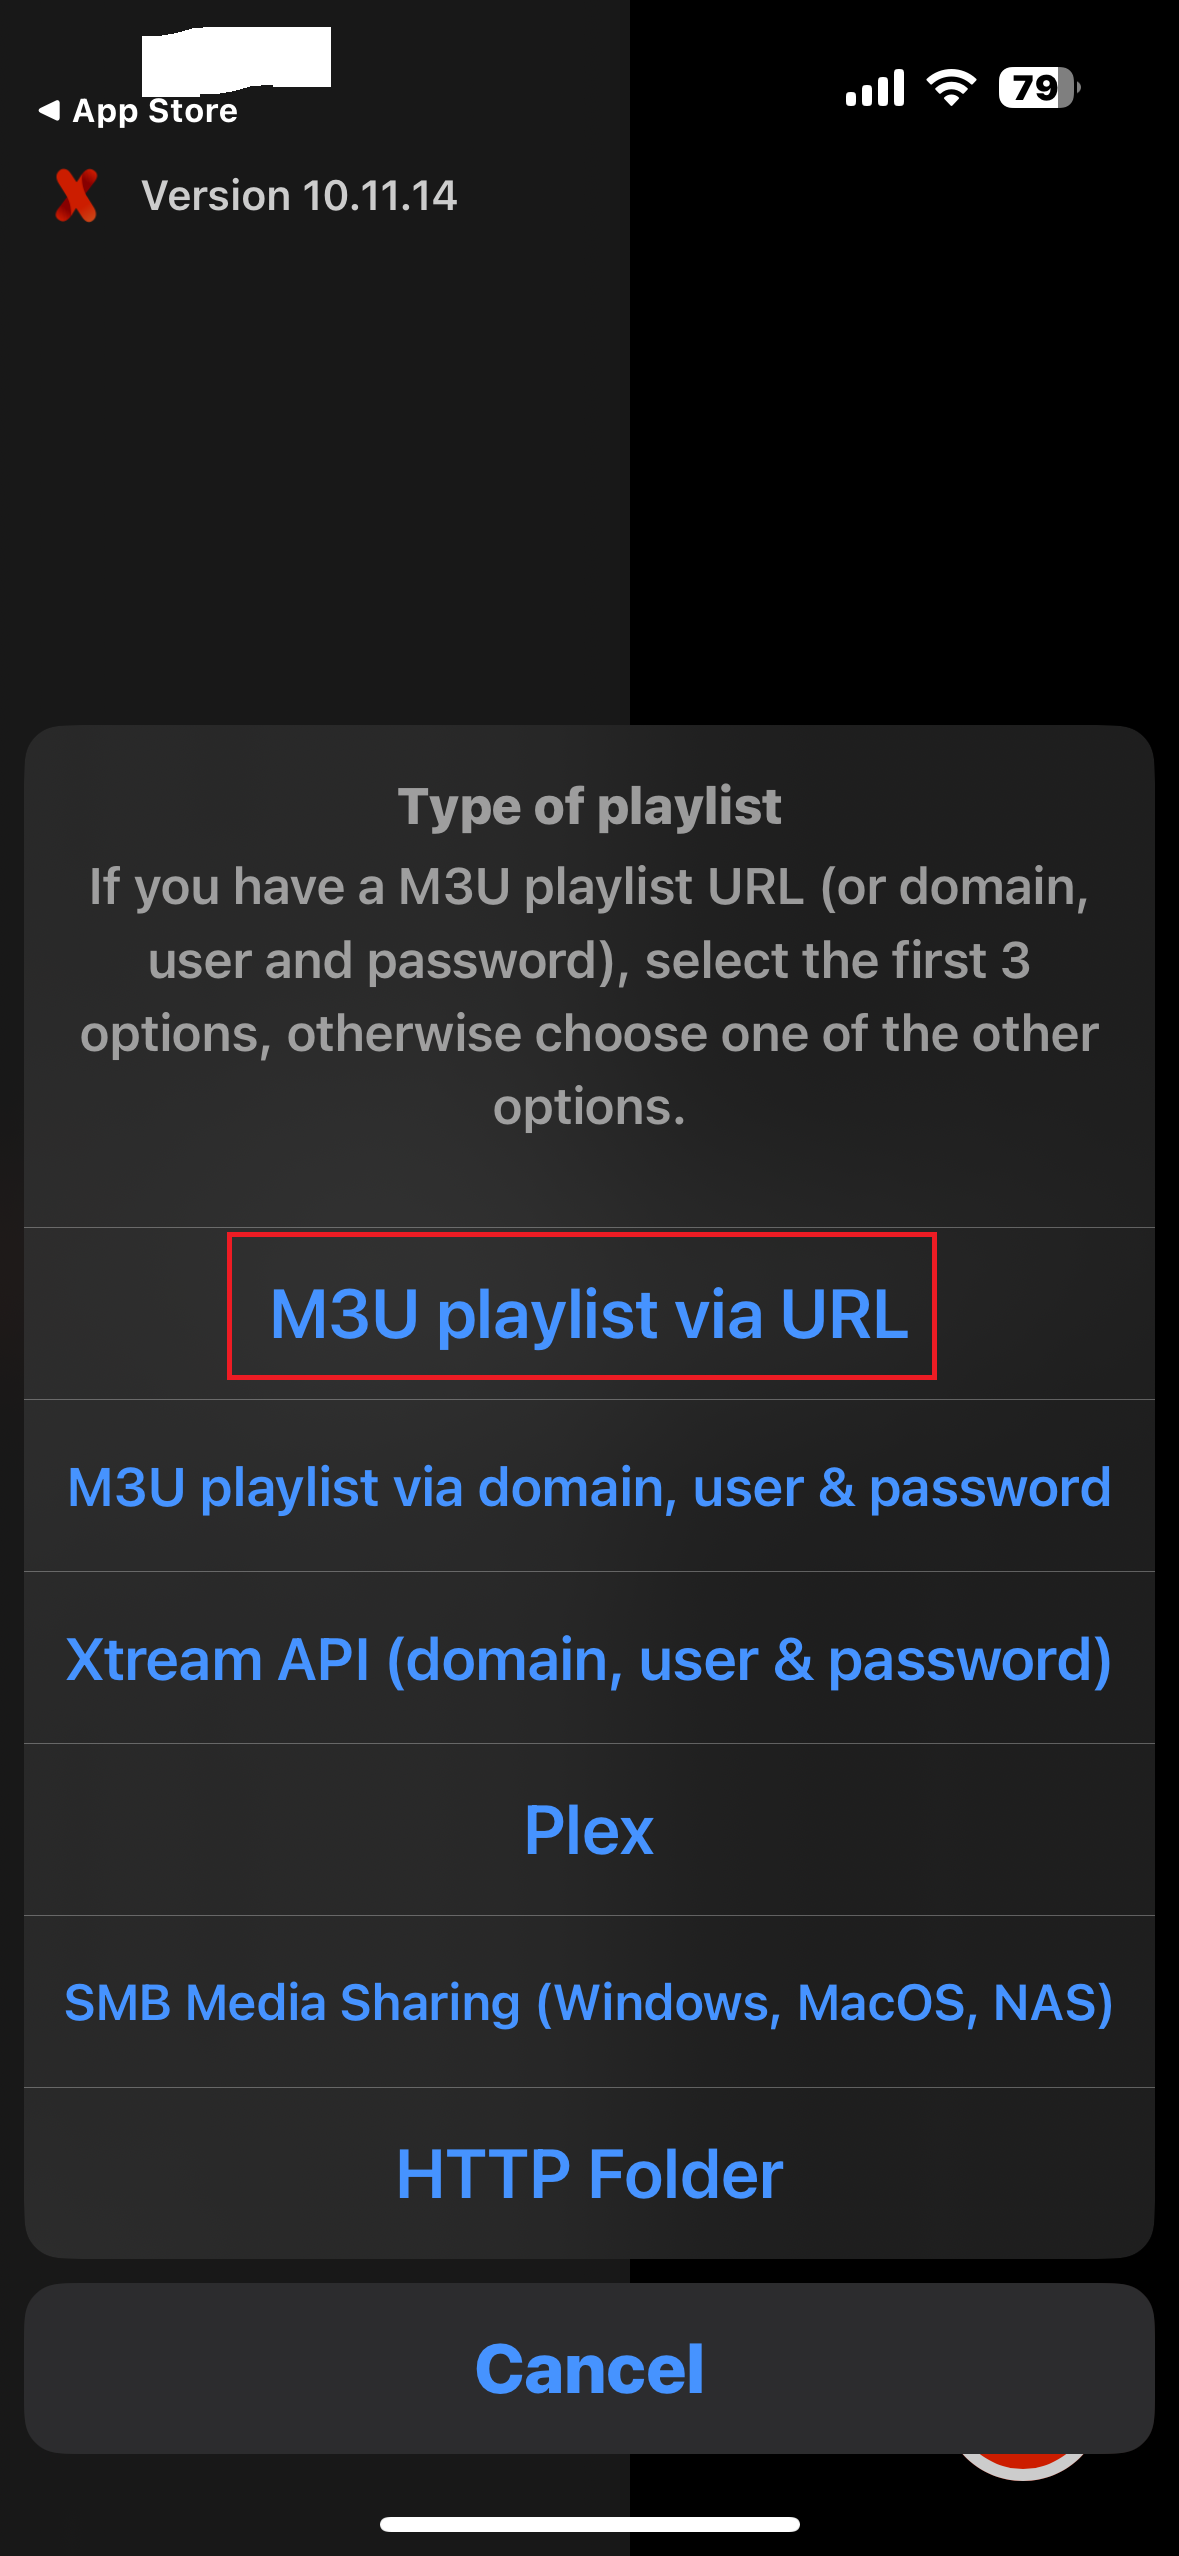 App Store
79
Version 10.11.14
Type of playlist
If you have a M3U playlist URL (or domain,
user and password), select the first 3
options, otherwise choose one of the other
options.
M3U playlist via URL
M3U playlist via domain, user & password
Xtream API (domain, user & password)
Plex
SMB Media Sharing (Windows, MacOS, NAS)
HTTP Folder
Cancel